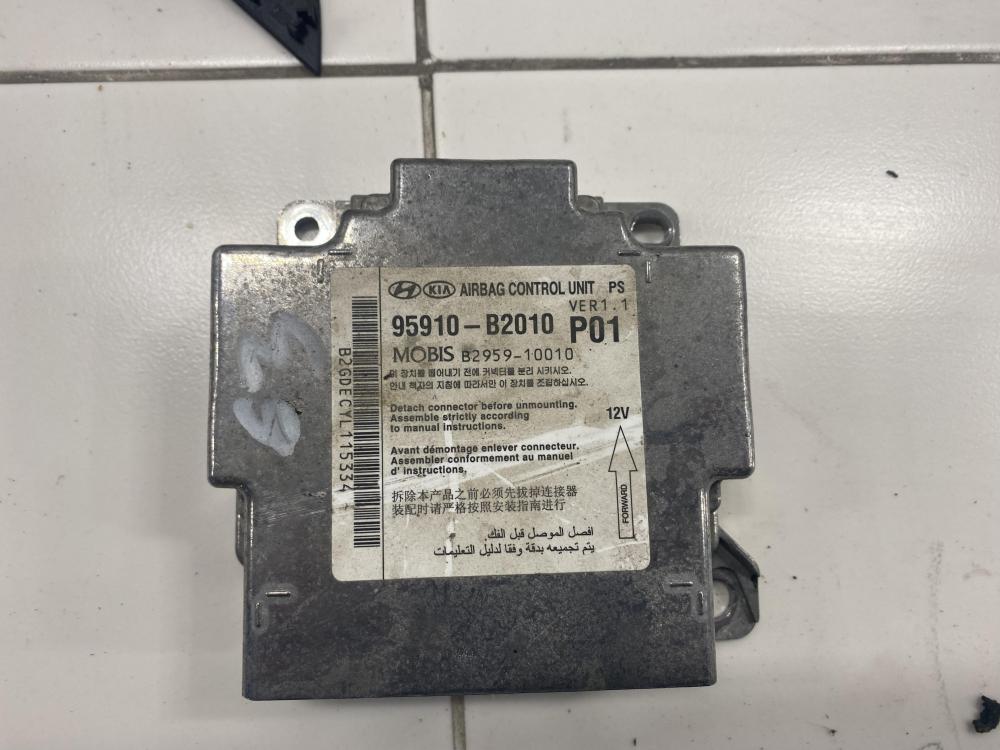 HYUNDAI KIA AIRBAG CONTROL UNIT PS
VER1.1
95910-B2010 P01
MOBIS B2959-10010
이 장치를 떼어내기 전에 커넥터를 분리 시키시오.
안내 책자의 지침에 따라서만 이 장치를 조립하십시오.
Detach connector before unmounting.
Assemble strictly according
to manual instructions.
12V
Avant démontage enlever connecteur.
Assembler conformement au manuel
d' instructions.
FORWARD
拆除本产品之前必须先拔掉连接器
装配时请严格按照安装指南进行
افصل الموصل قبل الفك.
يتم تجميعه بدقة وفقا لدليل التعليمات
B2GDECYL115334
53